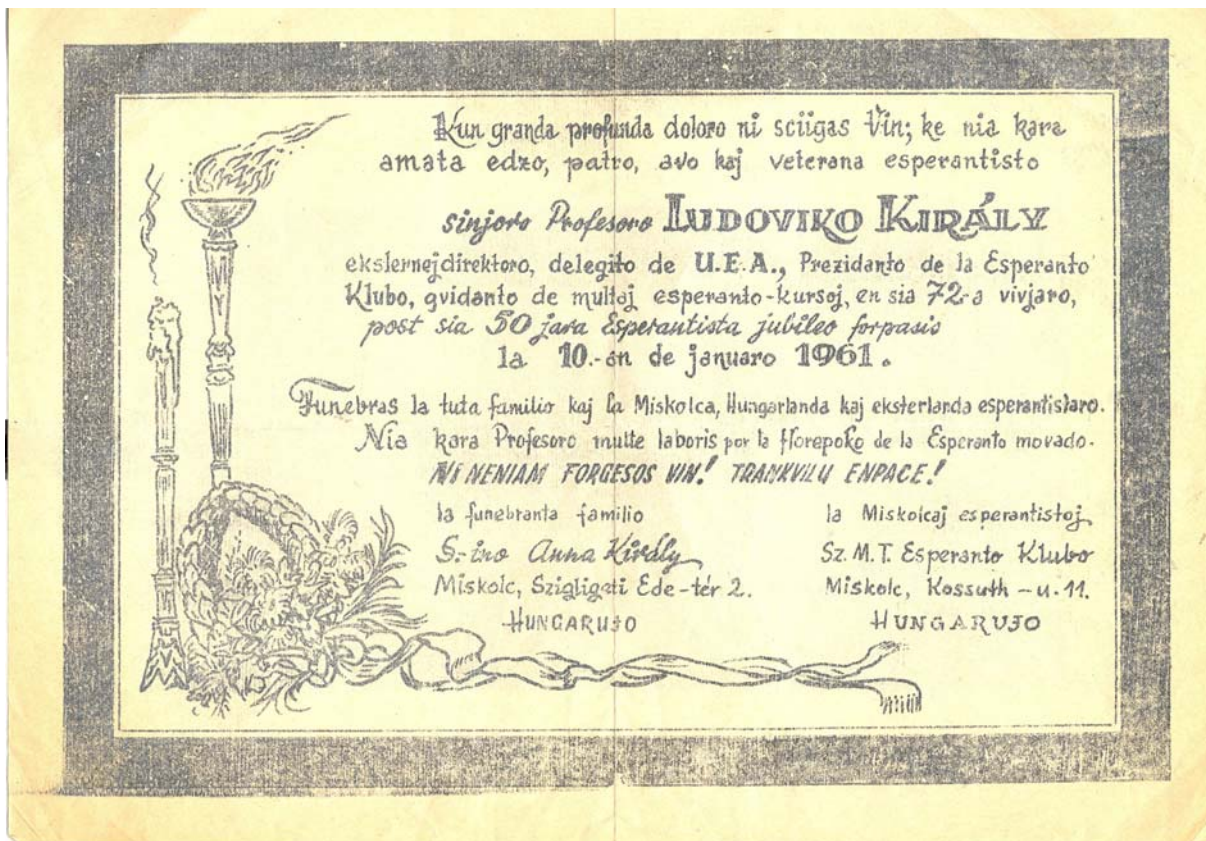 Kun granda profunda doloro ni sciigas Vin; ke nia kara
amata edzo, patro, avo kaj veterana esperantisto
sinjoro Profesoro LUDOVIKO KIRÁLY
ekslernejdirektoro, delegito de U.E.A., Prezidanto de la Esperanto
Klubo, gvidanto de multaj esperanto-kursoj, en sia 72-a vivjaro,
post sia 50 jara Esperantista jubileo forpasis
la 10.-an de januaro 1961.
Funebras la tuta familio kaj la Miskolca, Hungarlanda kaj eksterlanda esperantistaro.
Nia kara Profesoro multe laboris por la florepoko de la Esperanto movado.
NI NENIAM FORGESOS VIN! TRANKVILU ENPACE!
la funebranta familio
S-ino Anna Király
Miskolc, Szigligeti Ede-tér 2.
HUNGARUJO
la Miskolcaj esperantistoj
Sz.M.T. Esperanto Klubo
Miskolc, Kossuth-u. 11.
HUNGARUJO